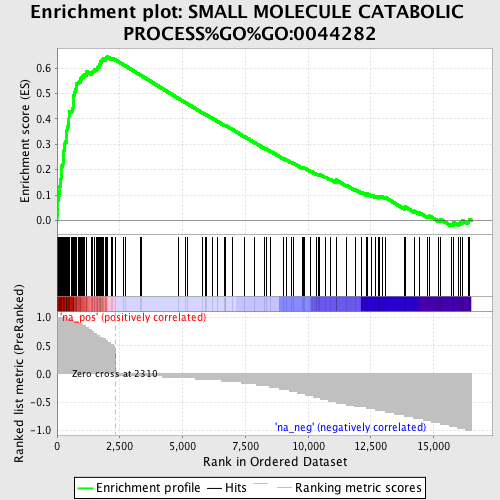 Enrichment plot: SMALL MOLECULE CATABOLIC
PROCESS%GO%GO:0044282
Enrichment score (ES)
0.6
0.5
0.4
0.3
0.2
0.1
0.0
Ranked list metric (PreRanked)
1.0
0.5
0.0
-0.5
-1.0
'na_pos' (positively correlated)
Zero cross at 2310
'na_neg' (negatively correlated)
0 2,500 5,000 7,500 10,000 12,500 15,000
Rank in Ordered Dataset
Enrichment profile Hits Ranking metric scores